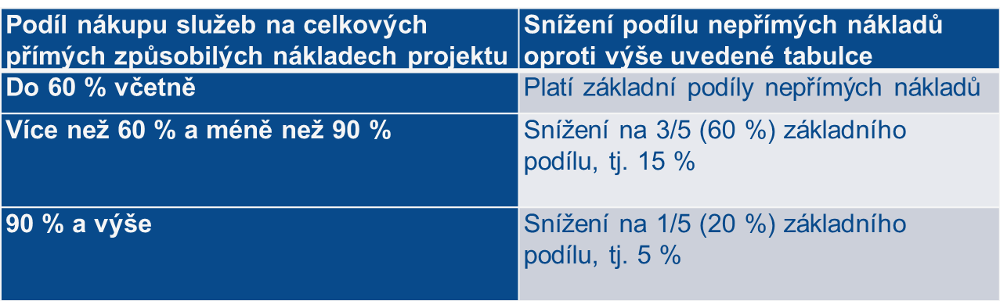 Podíl nákupu služeb na celkových
přímých způsobilých nákladech projektu
Snížení podílu nepřímých nákladů
oproti výše uvedené tabulce
Do 60 % včetně
Platí základní podíly nepřímých nákladů
Více než 60 % a méně než 90 %
Snížení na 3/5 (60 %) základního
podílu, tj. 15 %
90 % a výše
Snížení na 1/5 (20 %) základního
podílu, tj. 5 %